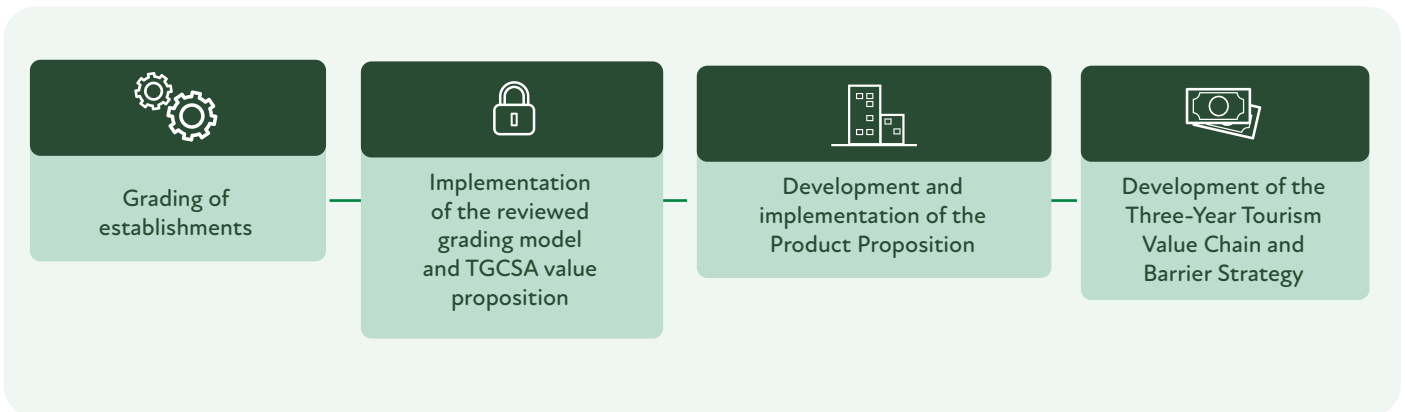 Grading of
establishments
Implementation
of the reviewed
grading model
and TGCSA value
proposition
Development and
implementation of the
Product Proposition
Development of the
Three-Year Tourism
Value Chain and
Barrier Strategy